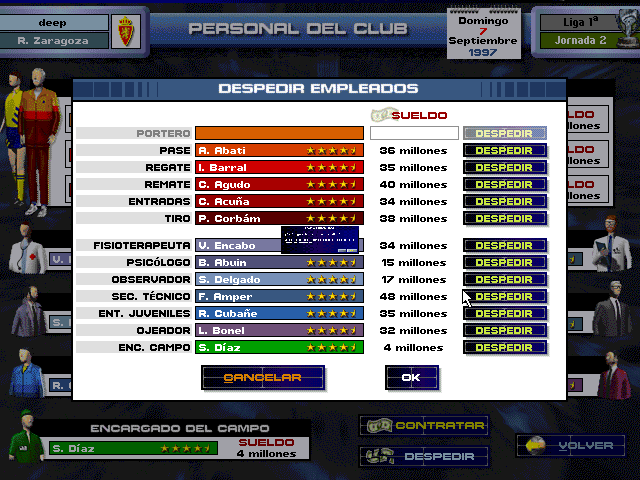 deep
R. Zaragoza
PERSONAL DEL CLUB
Domingo
7
Septiembre
1997
Liga 1ª
Jornada 2
DESPEDIR EMPLEADOS
SUELDO
PORTERO DESPEDIR
PASE A. Abati 36 millones DESPEDIR
REGATE I. Barral 35 millones DESPEDIR
REMATE C. Agudo 40 millones DESPEDIR
ENTRADAS C. Acuña 34 millones DESPEDIR
TIRO P. Corbám 38 millones DESPEDIR
FISIOTERAPEUTA V. Encabo 34 millones DESPEDIR
PSICÓLOGO B. Abuin 15 millones DESPEDIR
OBSERVADOR S. Delgado 17 millones DESPEDIR
SEC. TÉCNICO F. Amper 48 millones DESPEDIR
ENT. JUVENILES R. Cubañe 35 millones DESPEDIR
OJEADOR L. Bonel 32 millones DESPEDIR
ENC. CAMPO S. Díaz 4 millones DESPEDIR
CANCELAR
OK
ENCARGADO DEL CAMPO
S. Díaz
SUELDO
4 millones
CONTRATAR
DESPEDIR
VOLVER